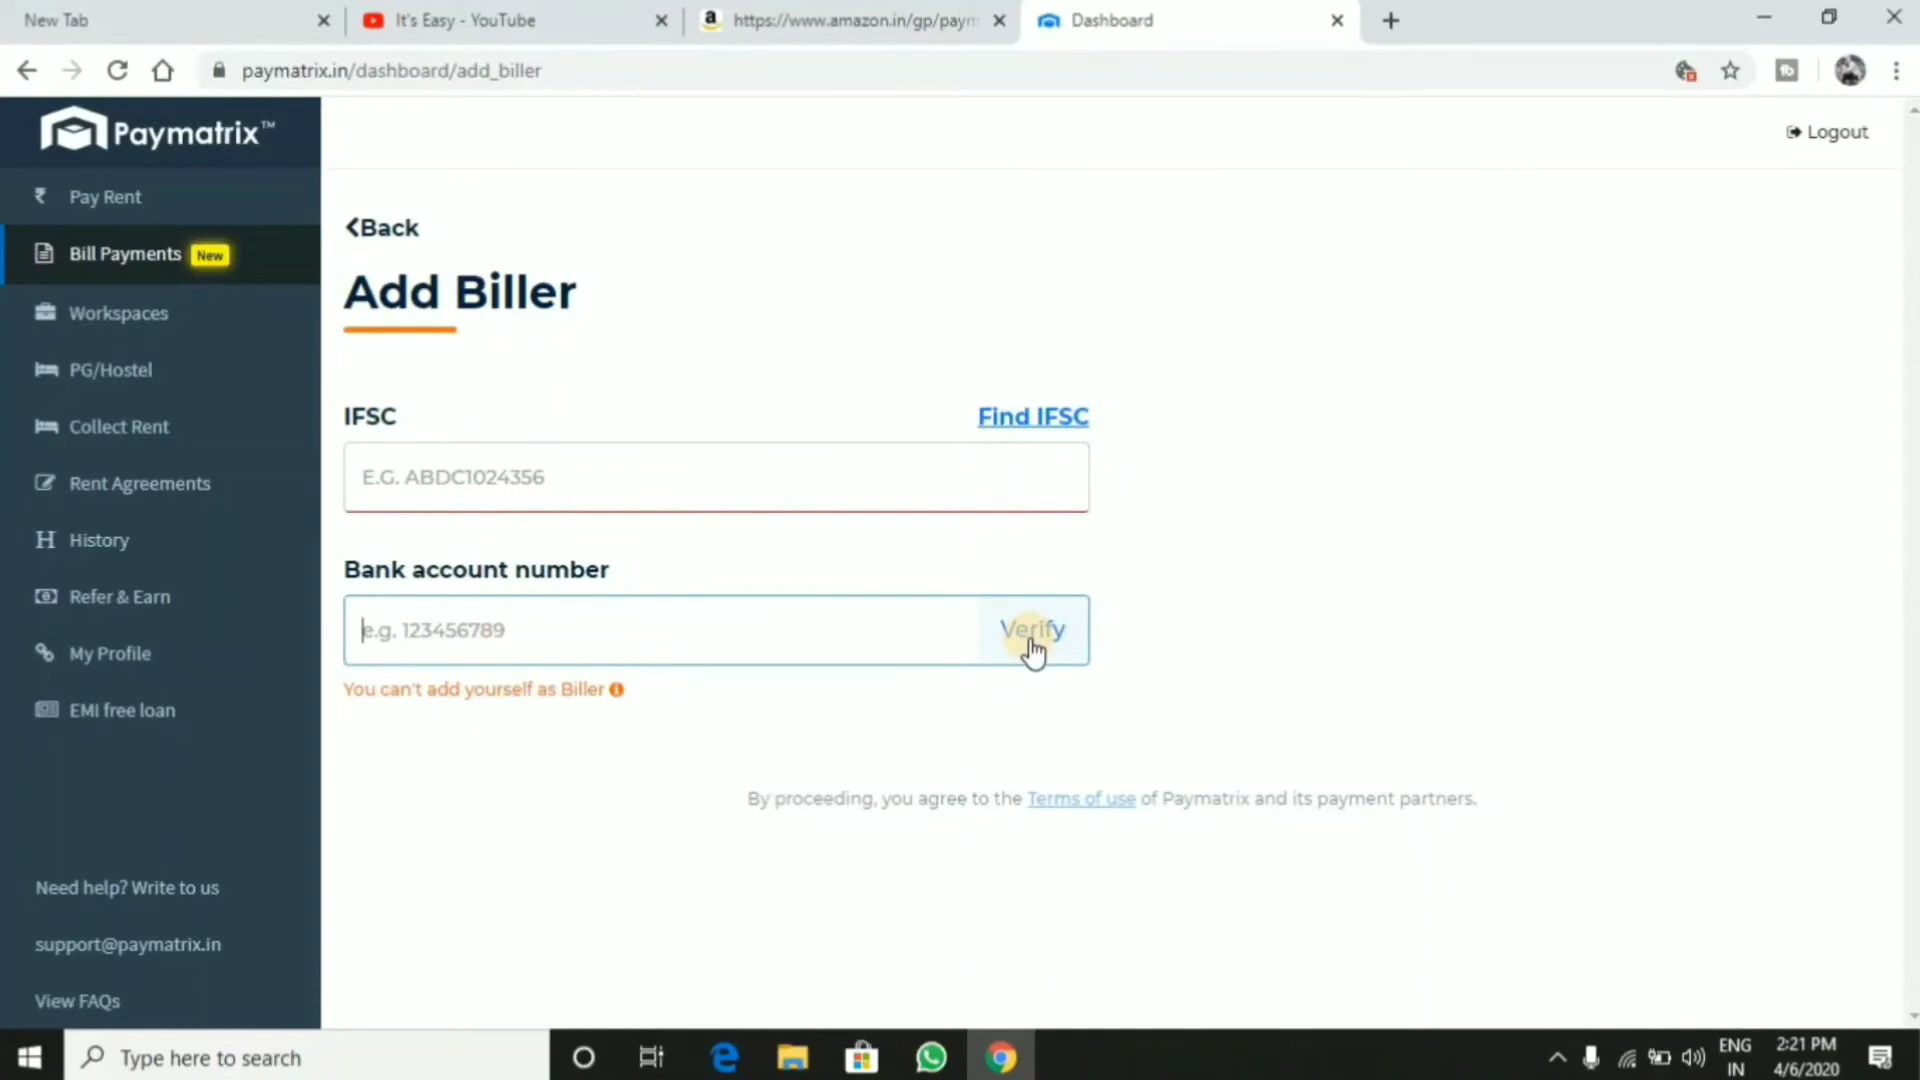 New Tab
It's Easy - YouTube
https://www.amazon.in/gp/paym
Dashboard
paymatrix.in/dashboard/add_biller
Paymatrix™
Logout
₹ Pay Rent
Bill Payments New
Workspaces
PG/Hostel
Collect Rent
Rent Agreements
H History
Refer & Earn
My Profile
EMI free loan
Need help? Write to us
support@paymatrix.in
View FAQs
Back
Add Biller
IFSC
Find IFSC
E.G. ABDC1024356
Bank account number
e.g. 123456789
Verify
You can't add yourself as Biller
By proceeding, you agree to the Terms of use of Paymatrix and its payment partners.
Type here to search
ENG
IN
2:21 PM
4/6/2020